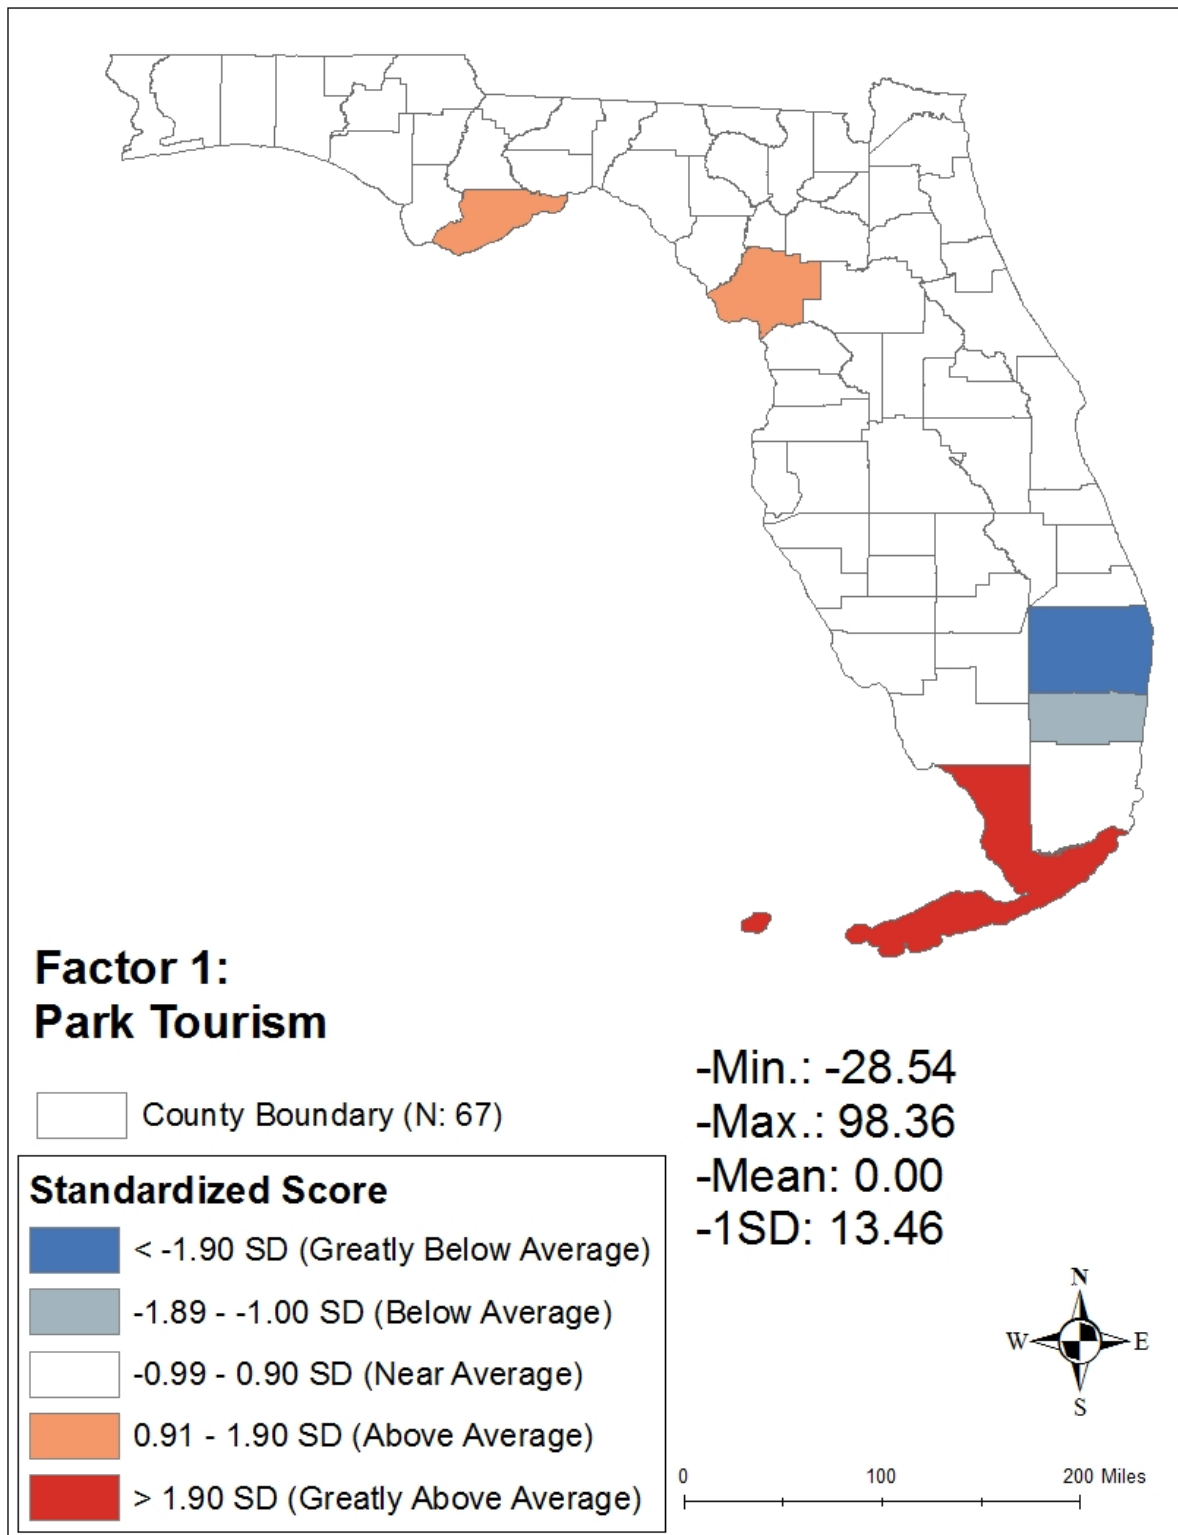 Factor 1:
Park Tourism
County Boundary (N: 67)
Standardized Score
< -1.90 SD (Greatly Below Average)
-1.89 - -1.00 SD (Below Average)
-0.99 - 0.90 SD (Near Average)
0.91 - 1.90 SD (Above Average)
> 1.90 SD (Greatly Above Average)
-Min.: -28.54
-Max.: 98.36
-Mean: 0.00
-1SD: 13.46
N
W E
S
0 100 200 Miles